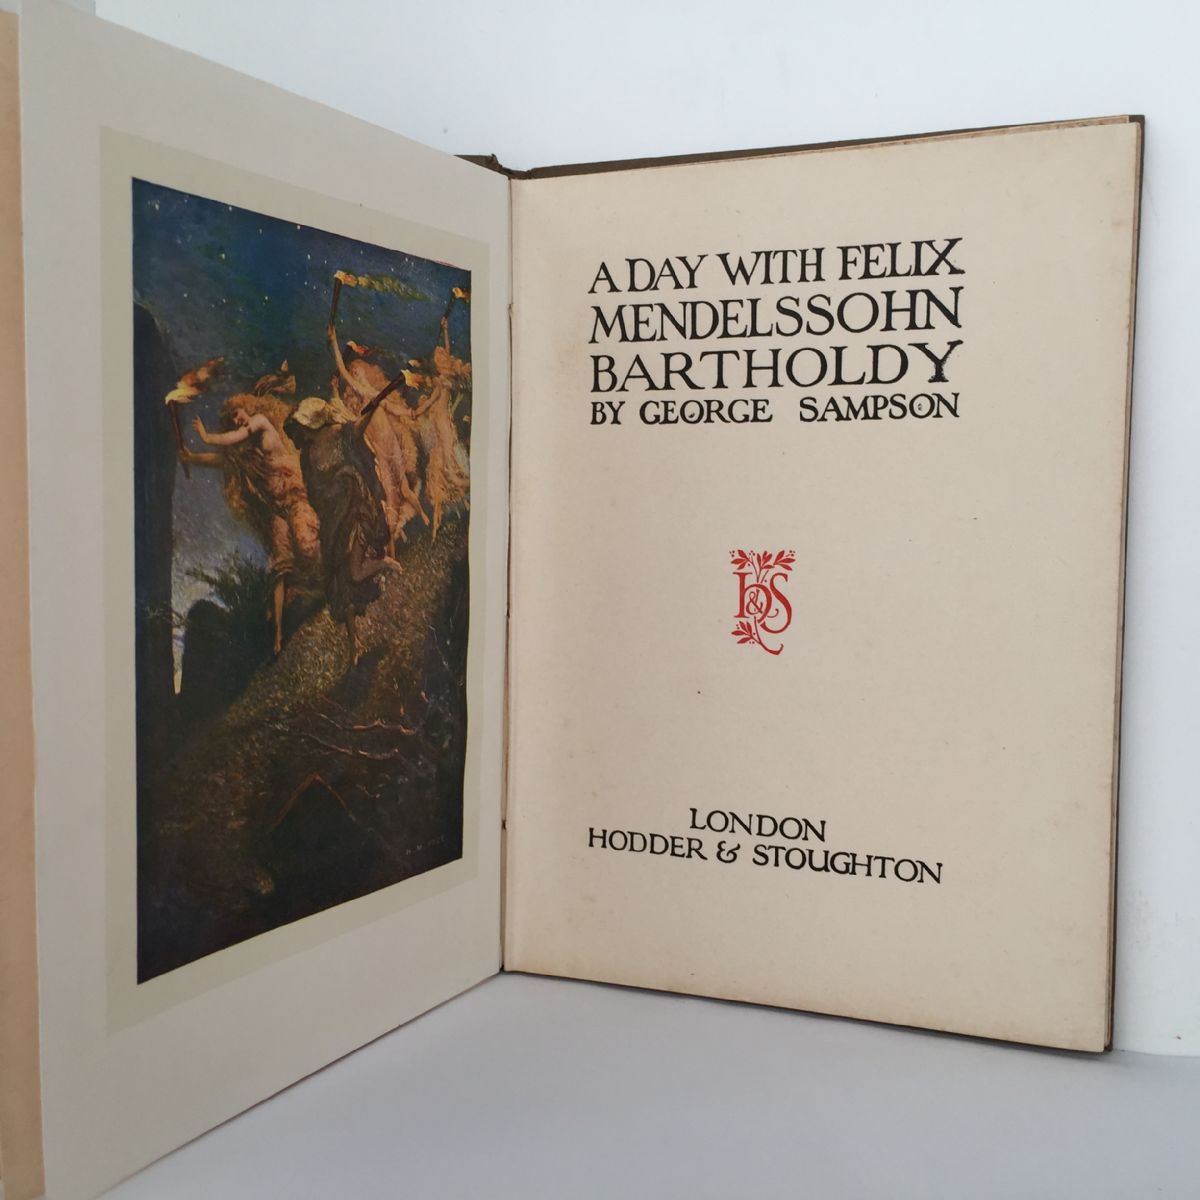 A DAY WITH FELIX
MENDELSSOHN
BARTHOLDY
BY GEORGE SAMPSON
H&S
LONDON
HODDER & STOUGHTON